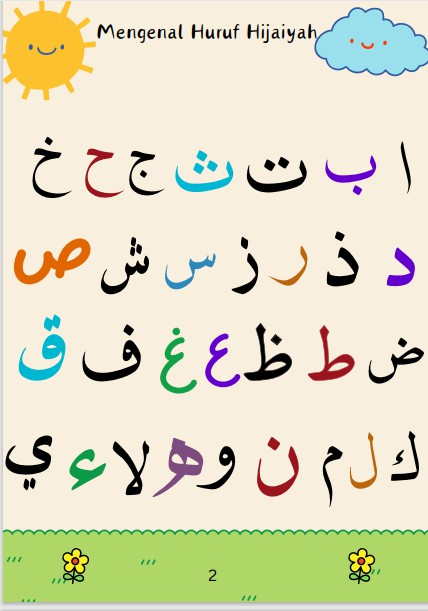 Mengenal Huruf Hijaiyah
ا ب ت ث ج ح خ
د ذ ر ز س ش ص
ض ط ظ ع غ ف ق
ك ل م ن و ه لا ء ي
2